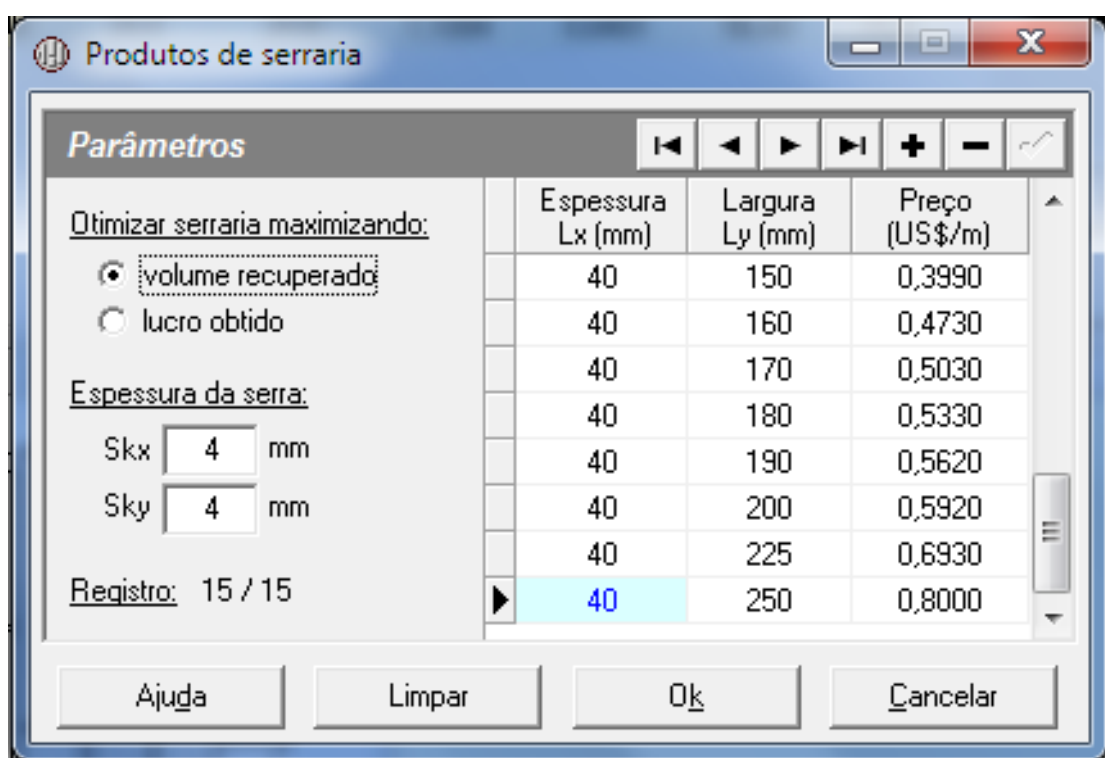 Produtos de serraria
Parâmetros
Otimizar serraria maximizando:
volume recuperado
lucro obtido
Espessura da serra:
Skx 4 mm
Sky 4 mm
Registro: 15 / 15
Espessura Lx (mm) Largura Ly (mm) Preço (US$/m)
40 150 0,3990
40 160 0,4730
40 170 0,5030
40 180 0,5330
40 190 0,5620
40 200 0,5920
40 225 0,6930
40 250 0,8000
Ajuda Limpar Ok Cancelar